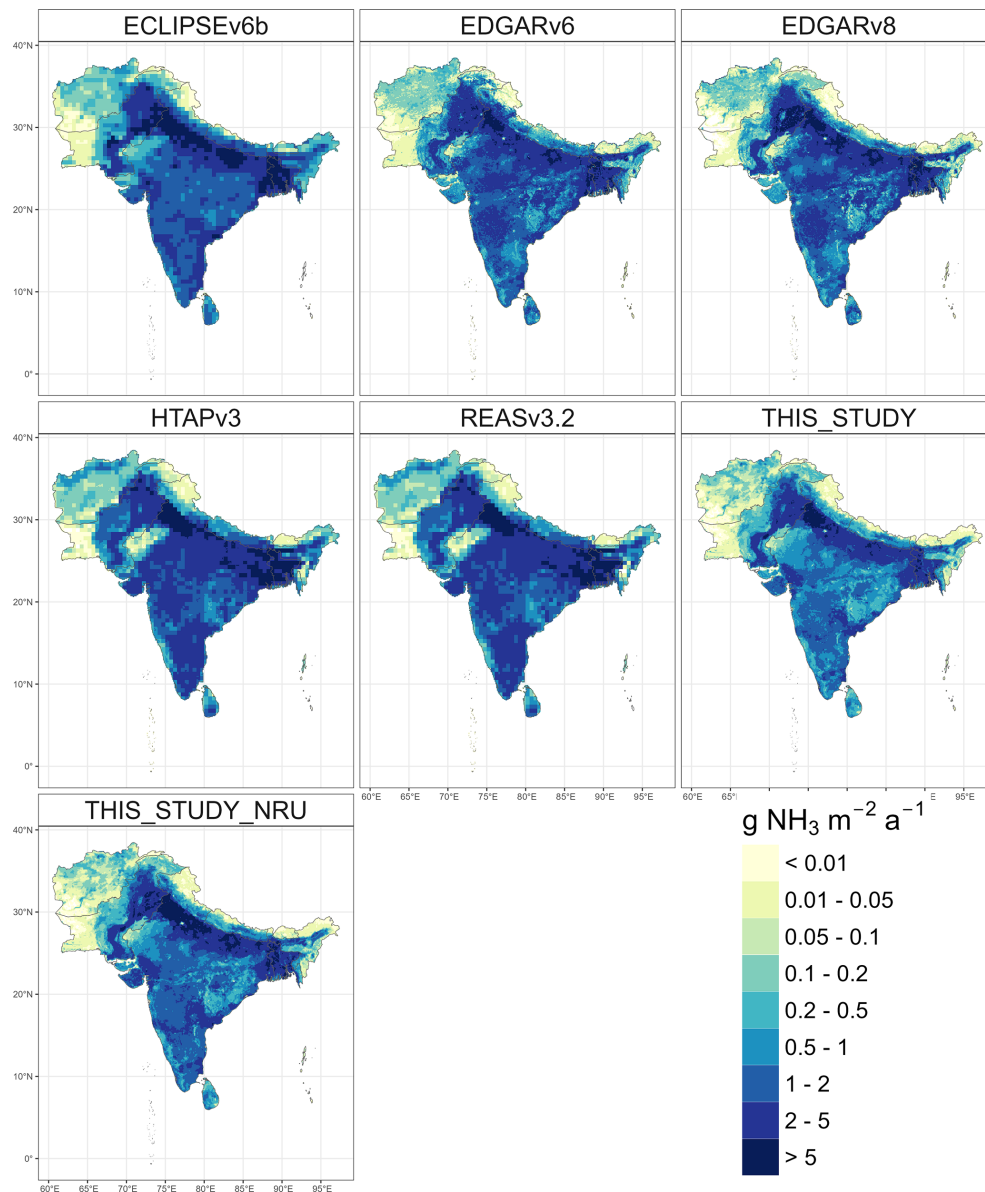 ECLIPSEv6b EDGARv6 EDGARv8
40°N
30°N
20°N
10°N
0°
HTAPv3 REASv3.2 THIS_STUDY
40°N
30°N
20°N
10°N
0°
60°E 65°E 70°E 75°E 80°E 85°E 90°E 95°E 60°E 65° E 95°E
THIS_STUDY_NRU
40°N
30°N
20°N
10°N
0°
60°E 65°E 70°E 75°E 80°E 85°E 90°E 95°E
g NH₃ m⁻² a⁻¹
< 0.01
0.01 - 0.05
0.05 - 0.1
0.1 - 0.2
0.2 - 0.5
0.5 - 1
1 - 2
2 - 5
> 5